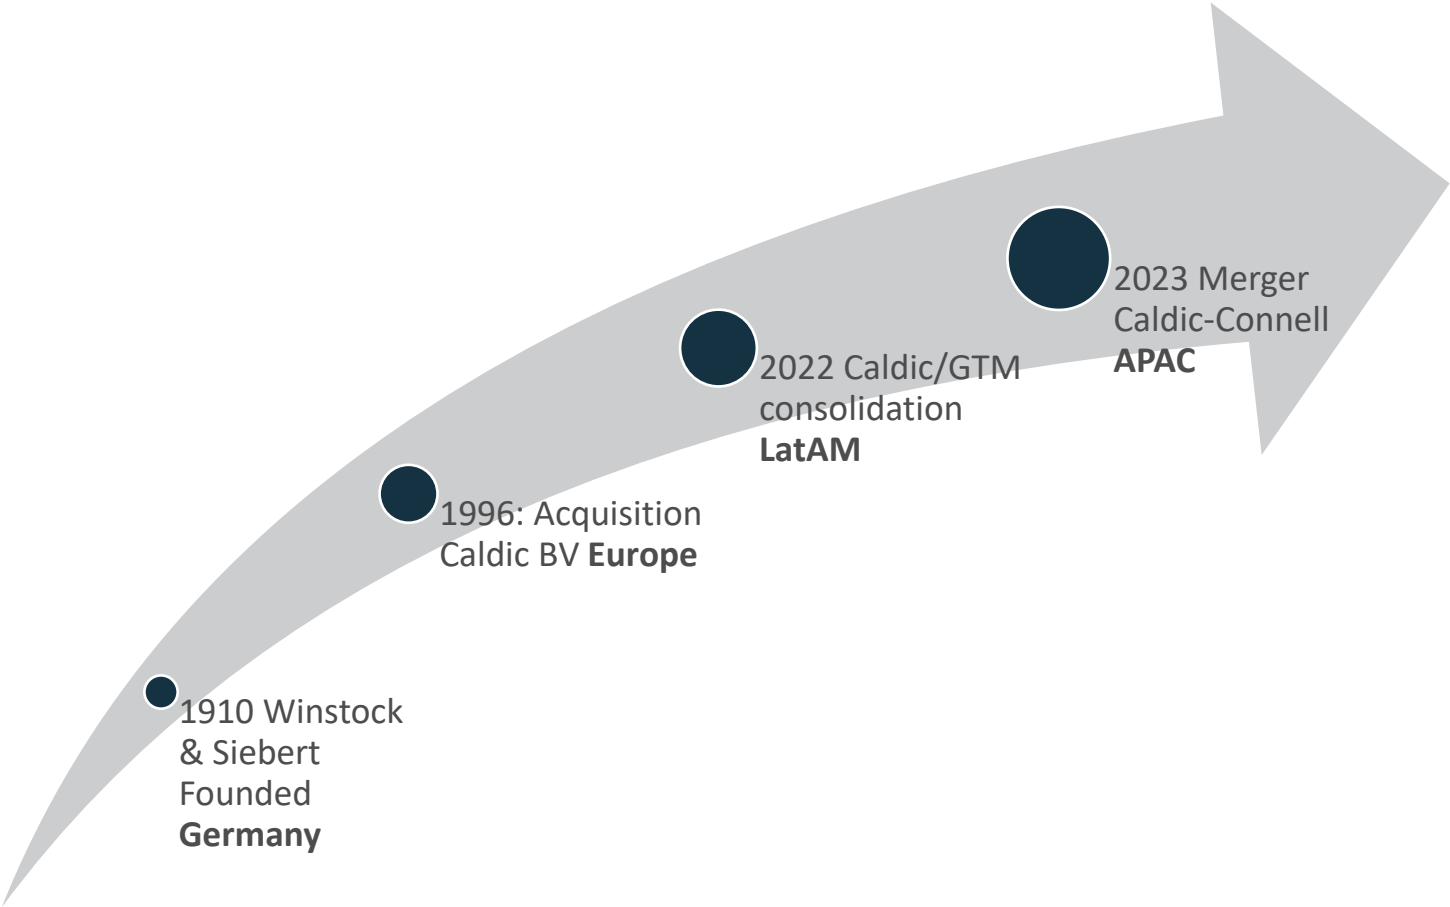 1910 Winstock
& Siebert
Founded
Germany
1996: Acquisition
Caldic BV Europe
2022 Caldic/GTM
consolidation
LatAM
2023 Merger
Caldic-Connell
APAC